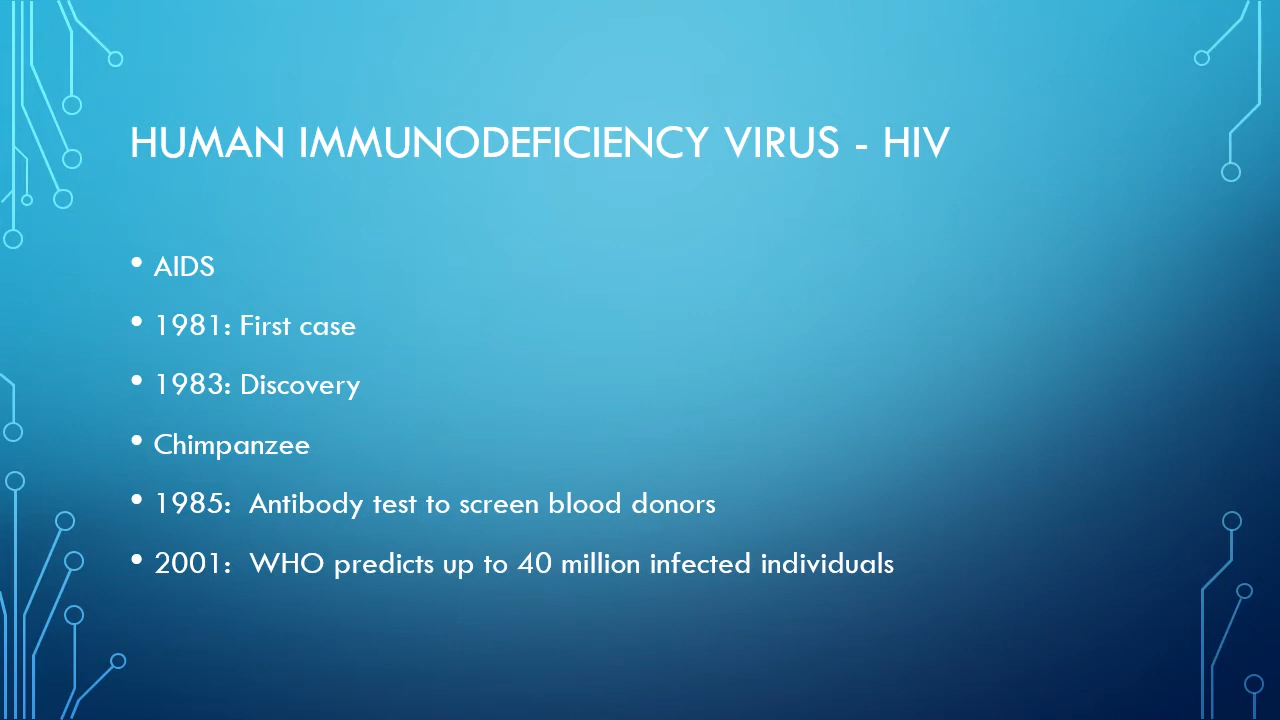 HUMAN IMMUNODEFICIENCY VIRUS - HIV
• AIDS
• 1981: First case
• 1983: Discovery
• Chimpanzee
• 1985:  Antibody test to screen blood donors
• 2001:  WHO predicts up to 40 million infected individuals